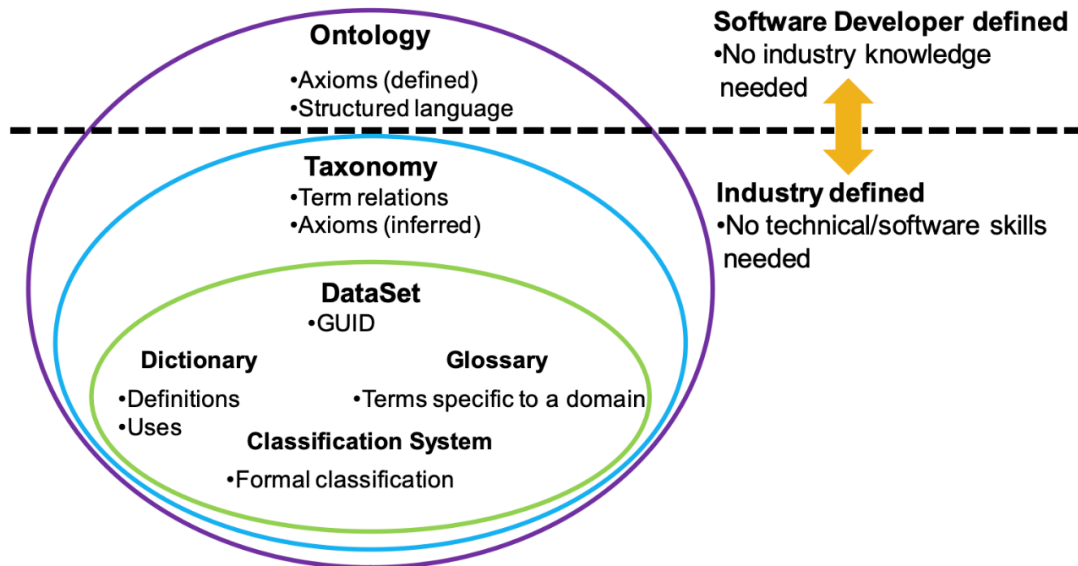 Ontology
•Axioms (defined)
•Structured language
Software Developer defined
•No industry knowledge
needed
Taxonomy
•Term relations
•Axioms (inferred)
Industry defined
•No technical/software skills
needed
DataSet
•GUID
Dictionary
•Definitions
•Uses
Glossary
•Terms specific to a domain
Classification System
•Formal classification